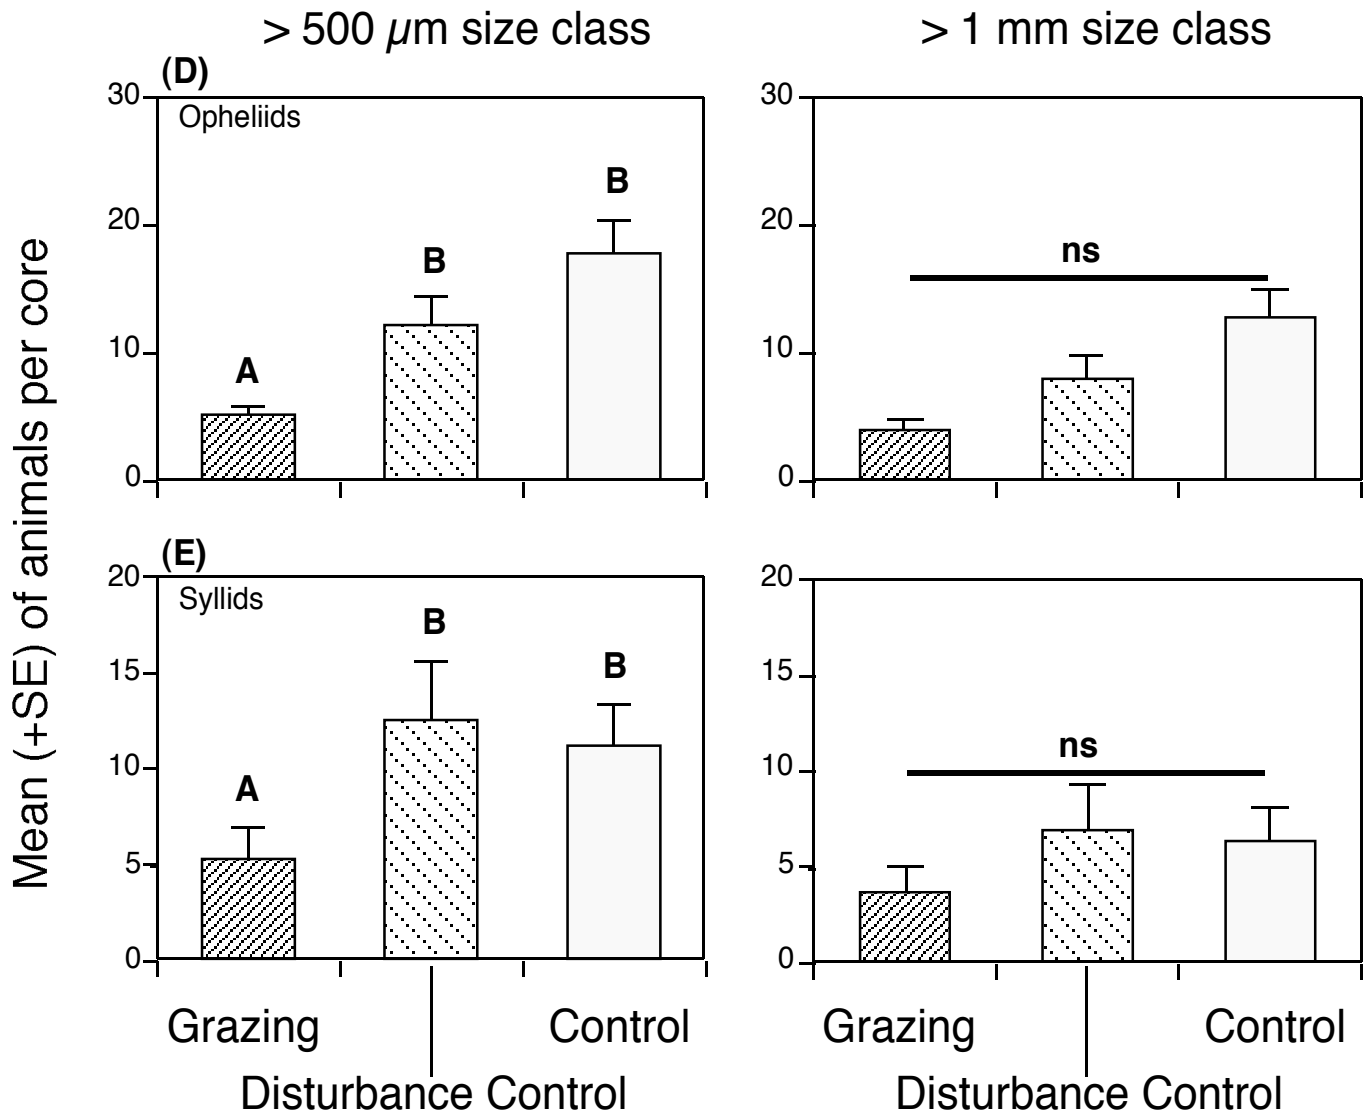 > 500 µm size class
> 1 mm size class
Mean (+SE) of animals per core
(D)
Opheliids
30
20
10
0
A
B
B
30
20
10
0
ns
(E)
Syllids
20
15
10
5
0
A
B
B
20
15
10
5
0
ns
Grazing
Control
Disturbance Control
Grazing
Control
Disturbance Control